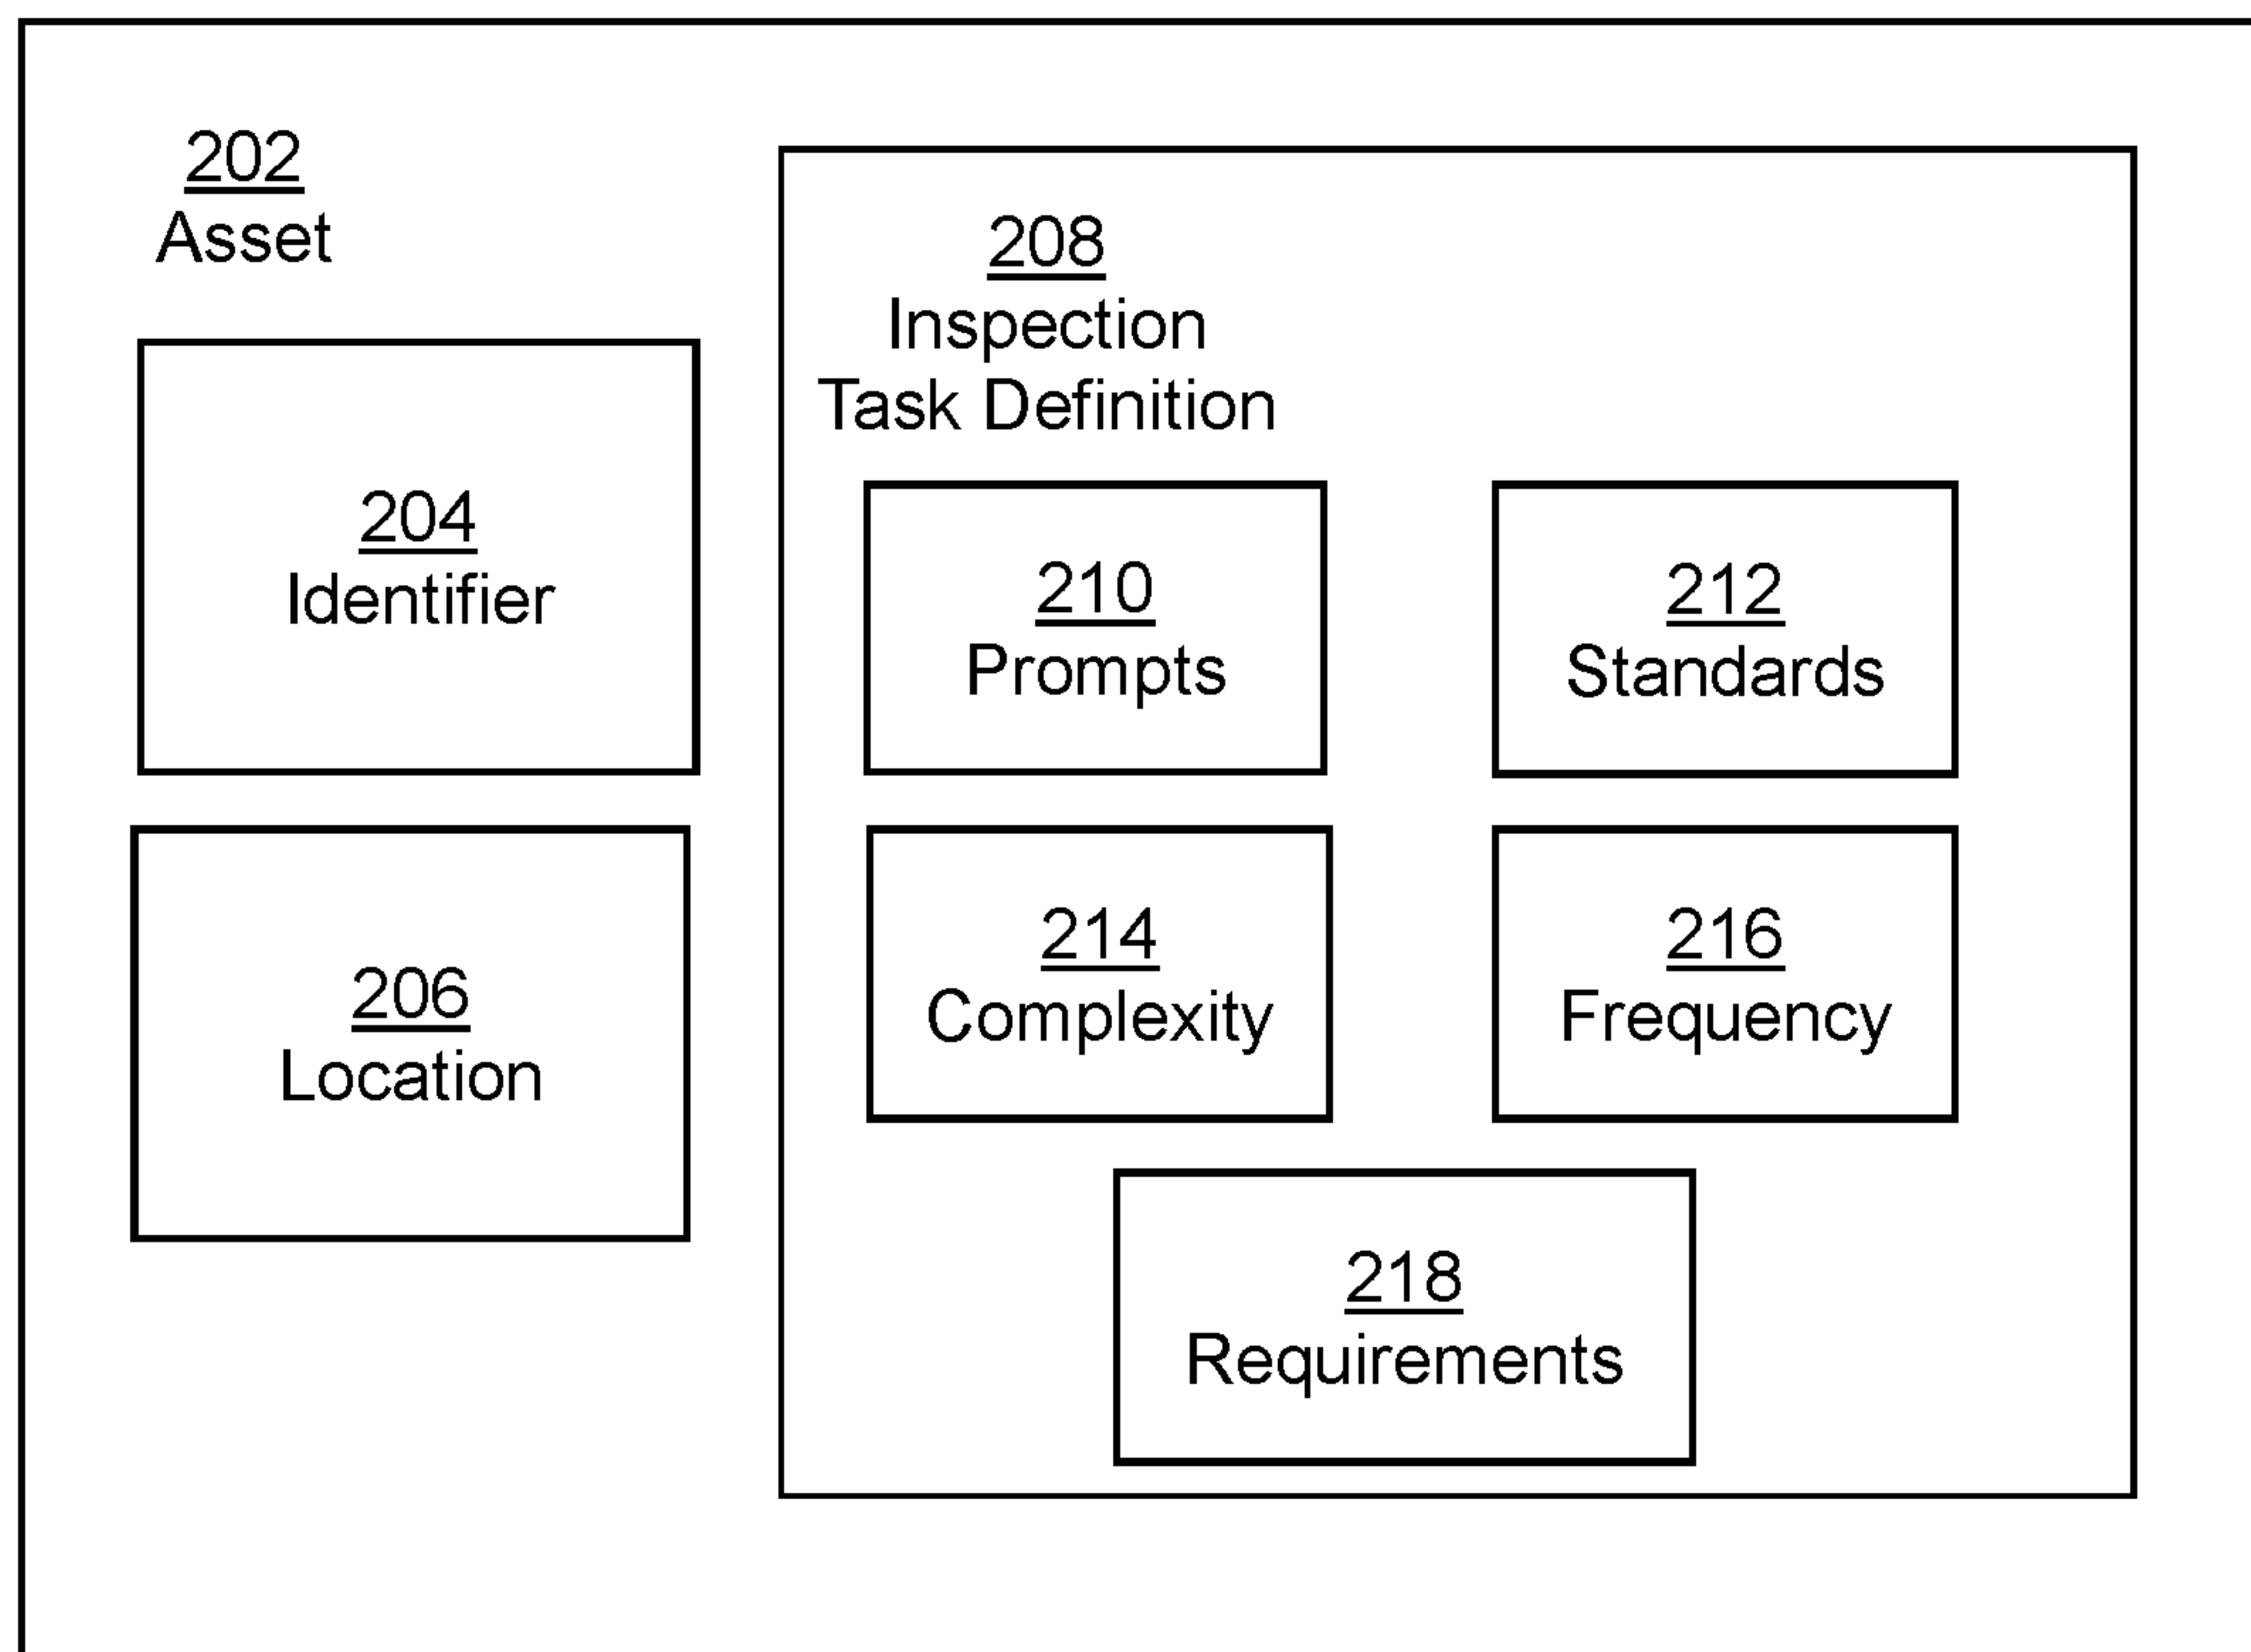 202
Asset
204
Identifier
206
Location
208
Inspection
Task Definition
210
Prompts
212
Standards
214
Complexity
216
Frequency
218
Requirements